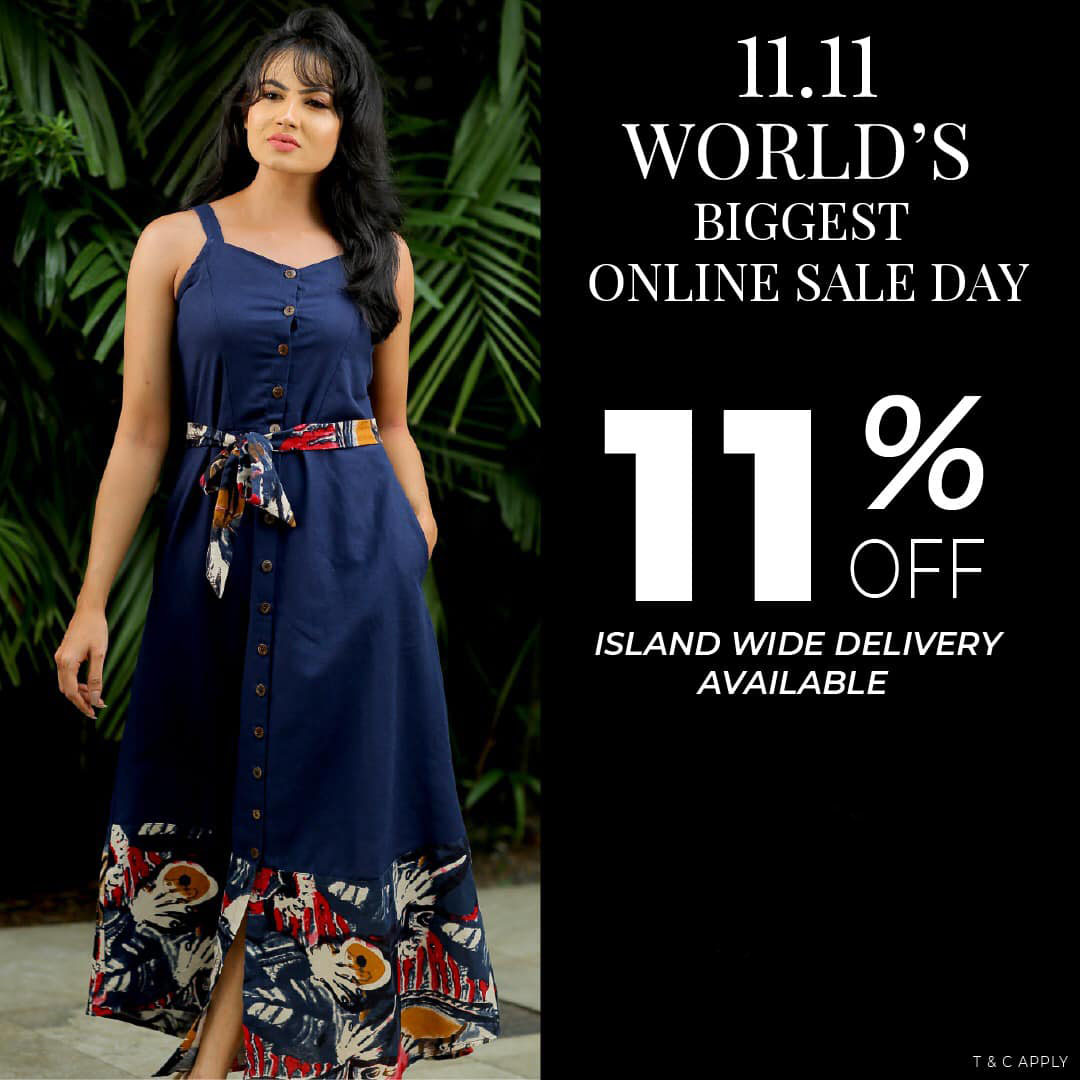 11.11
WORLD’S
BIGGEST
ONLINE SALE DAY
11%
OFF
ISLAND WIDE DELIVERY
AVAILABLE
T & C APPLY